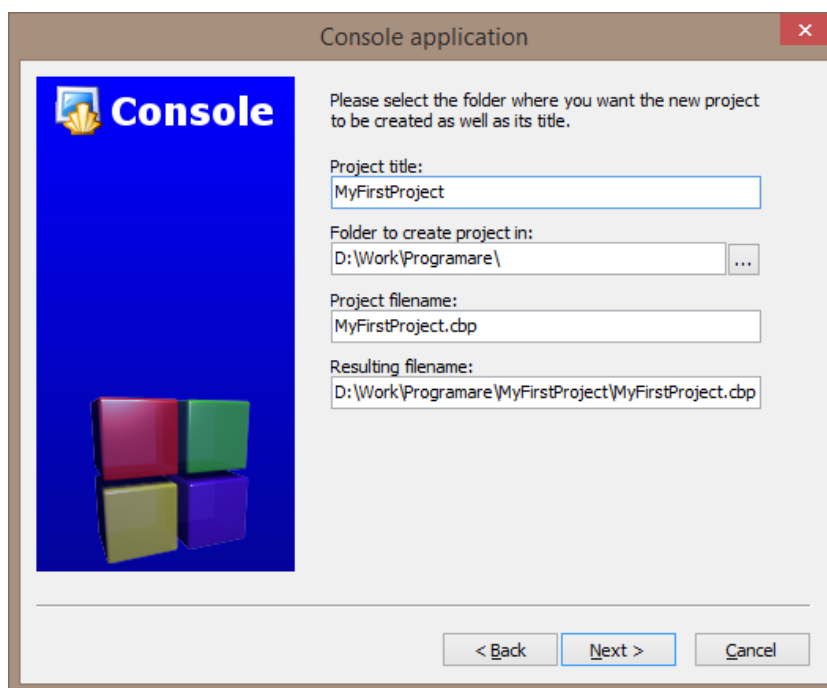 Console application
Console
Please select the folder where you want the new project
to be created as well as its title.
Project title:
MyFirstProject
Folder to create project in:
D:\Work\Programare\
...
Project filename:
MyFirstProject.cbp
Resulting filename:
D:\Work\Programare\MyFirstProject\MyFirstProject.cbp
< Back
Next >
Cancel